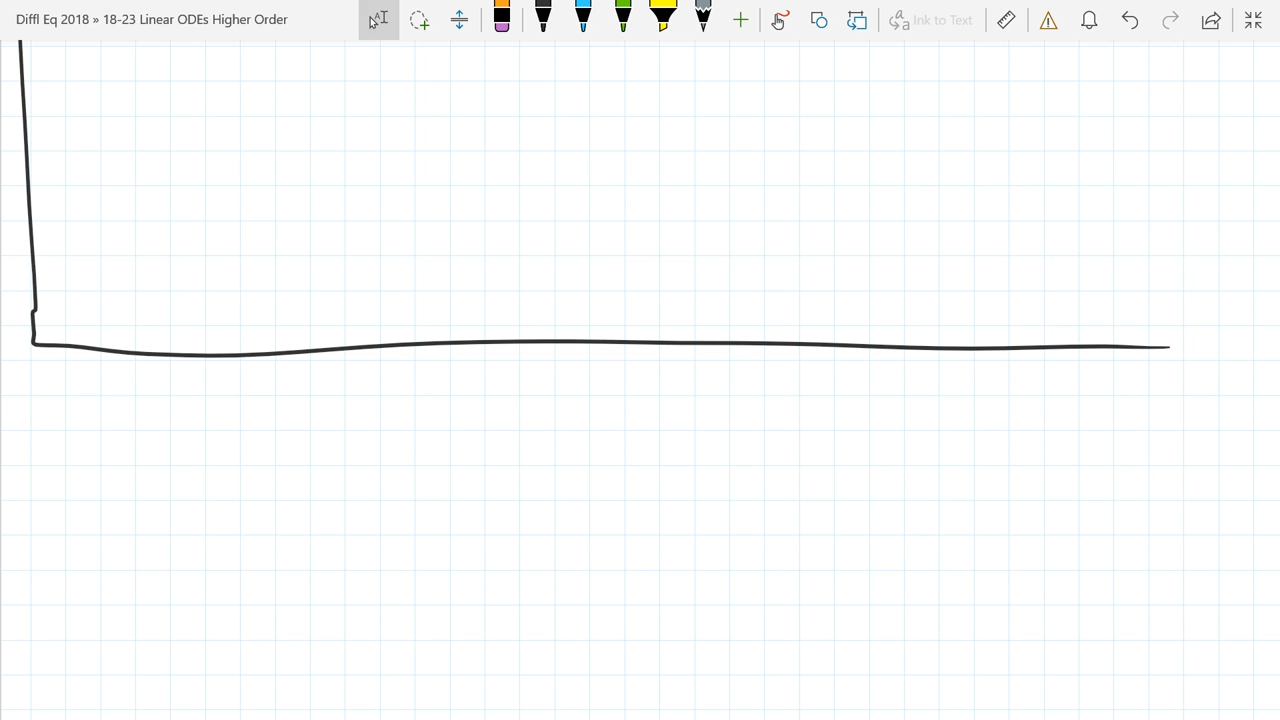 Diffl Eq 2018 » 18-23 Linear ODEs Higher Order
Ink to Text